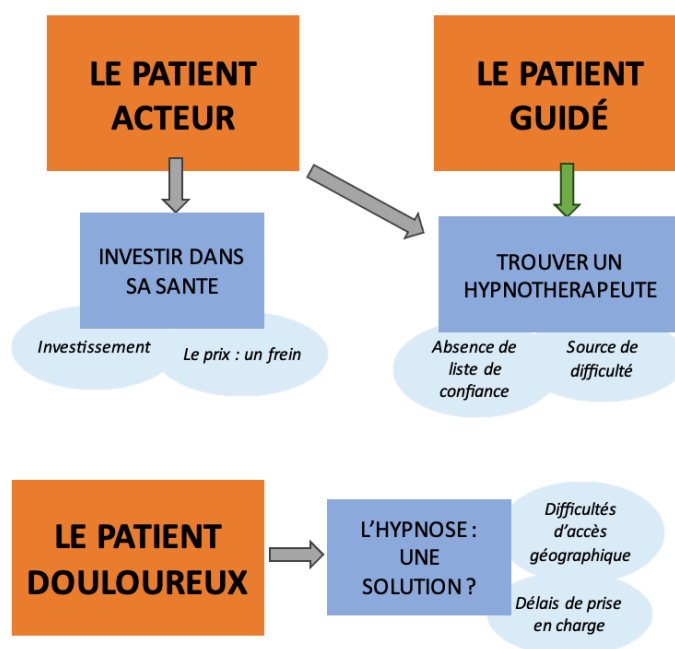 LE PATIENT
ACTEUR
LE PATIENT
GUIDÉ
INVESTIR DANS
SA SANTE
TROUVER UN
HYPNOTHERAPEUTE
Investissement
Le prix : un frein
Absence de
liste de
confiance
Source de
difficulté
LE PATIENT
DOULOUREUX
L’HYPNOSE :
UNE
SOLUTION ?
Difficultés
d’accès
géographique
Délais de prise
en charge